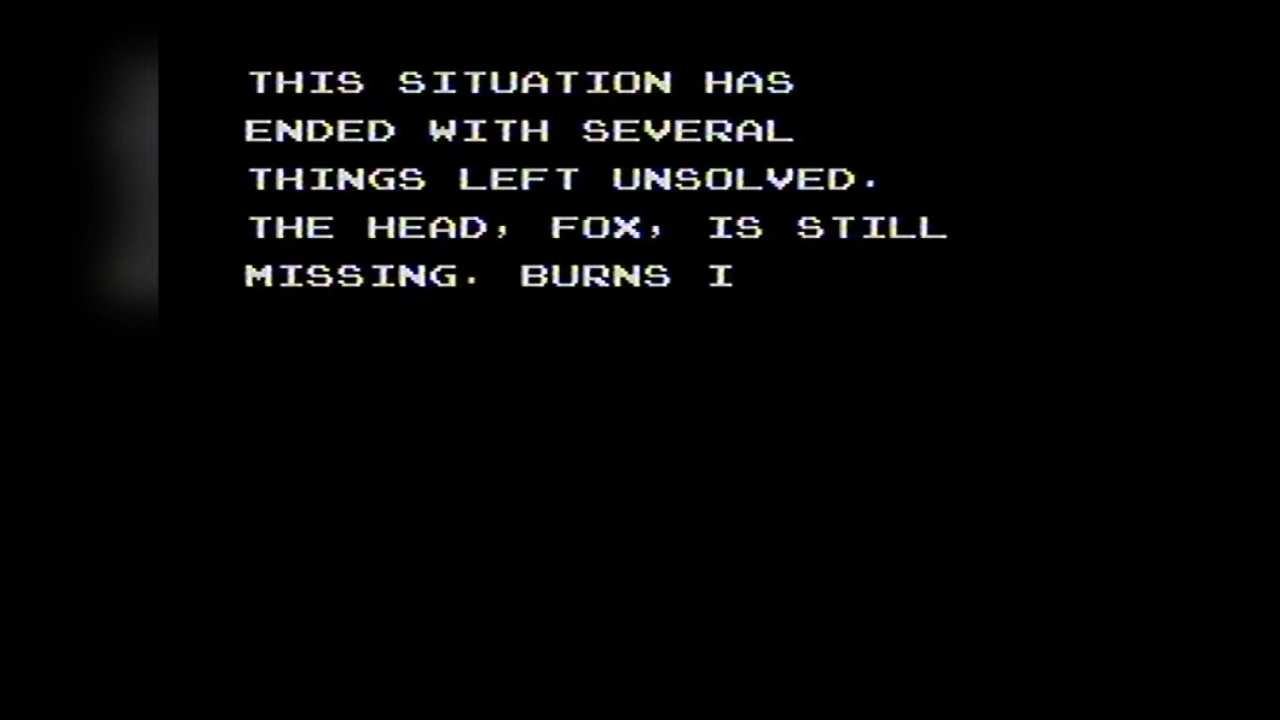 THIS SITUATION HAS
ENDED WITH SEVERAL
THINGS LEFT UNSOLVED.
THE HEAD, FOX, IS STILL
MISSING. BURNS I